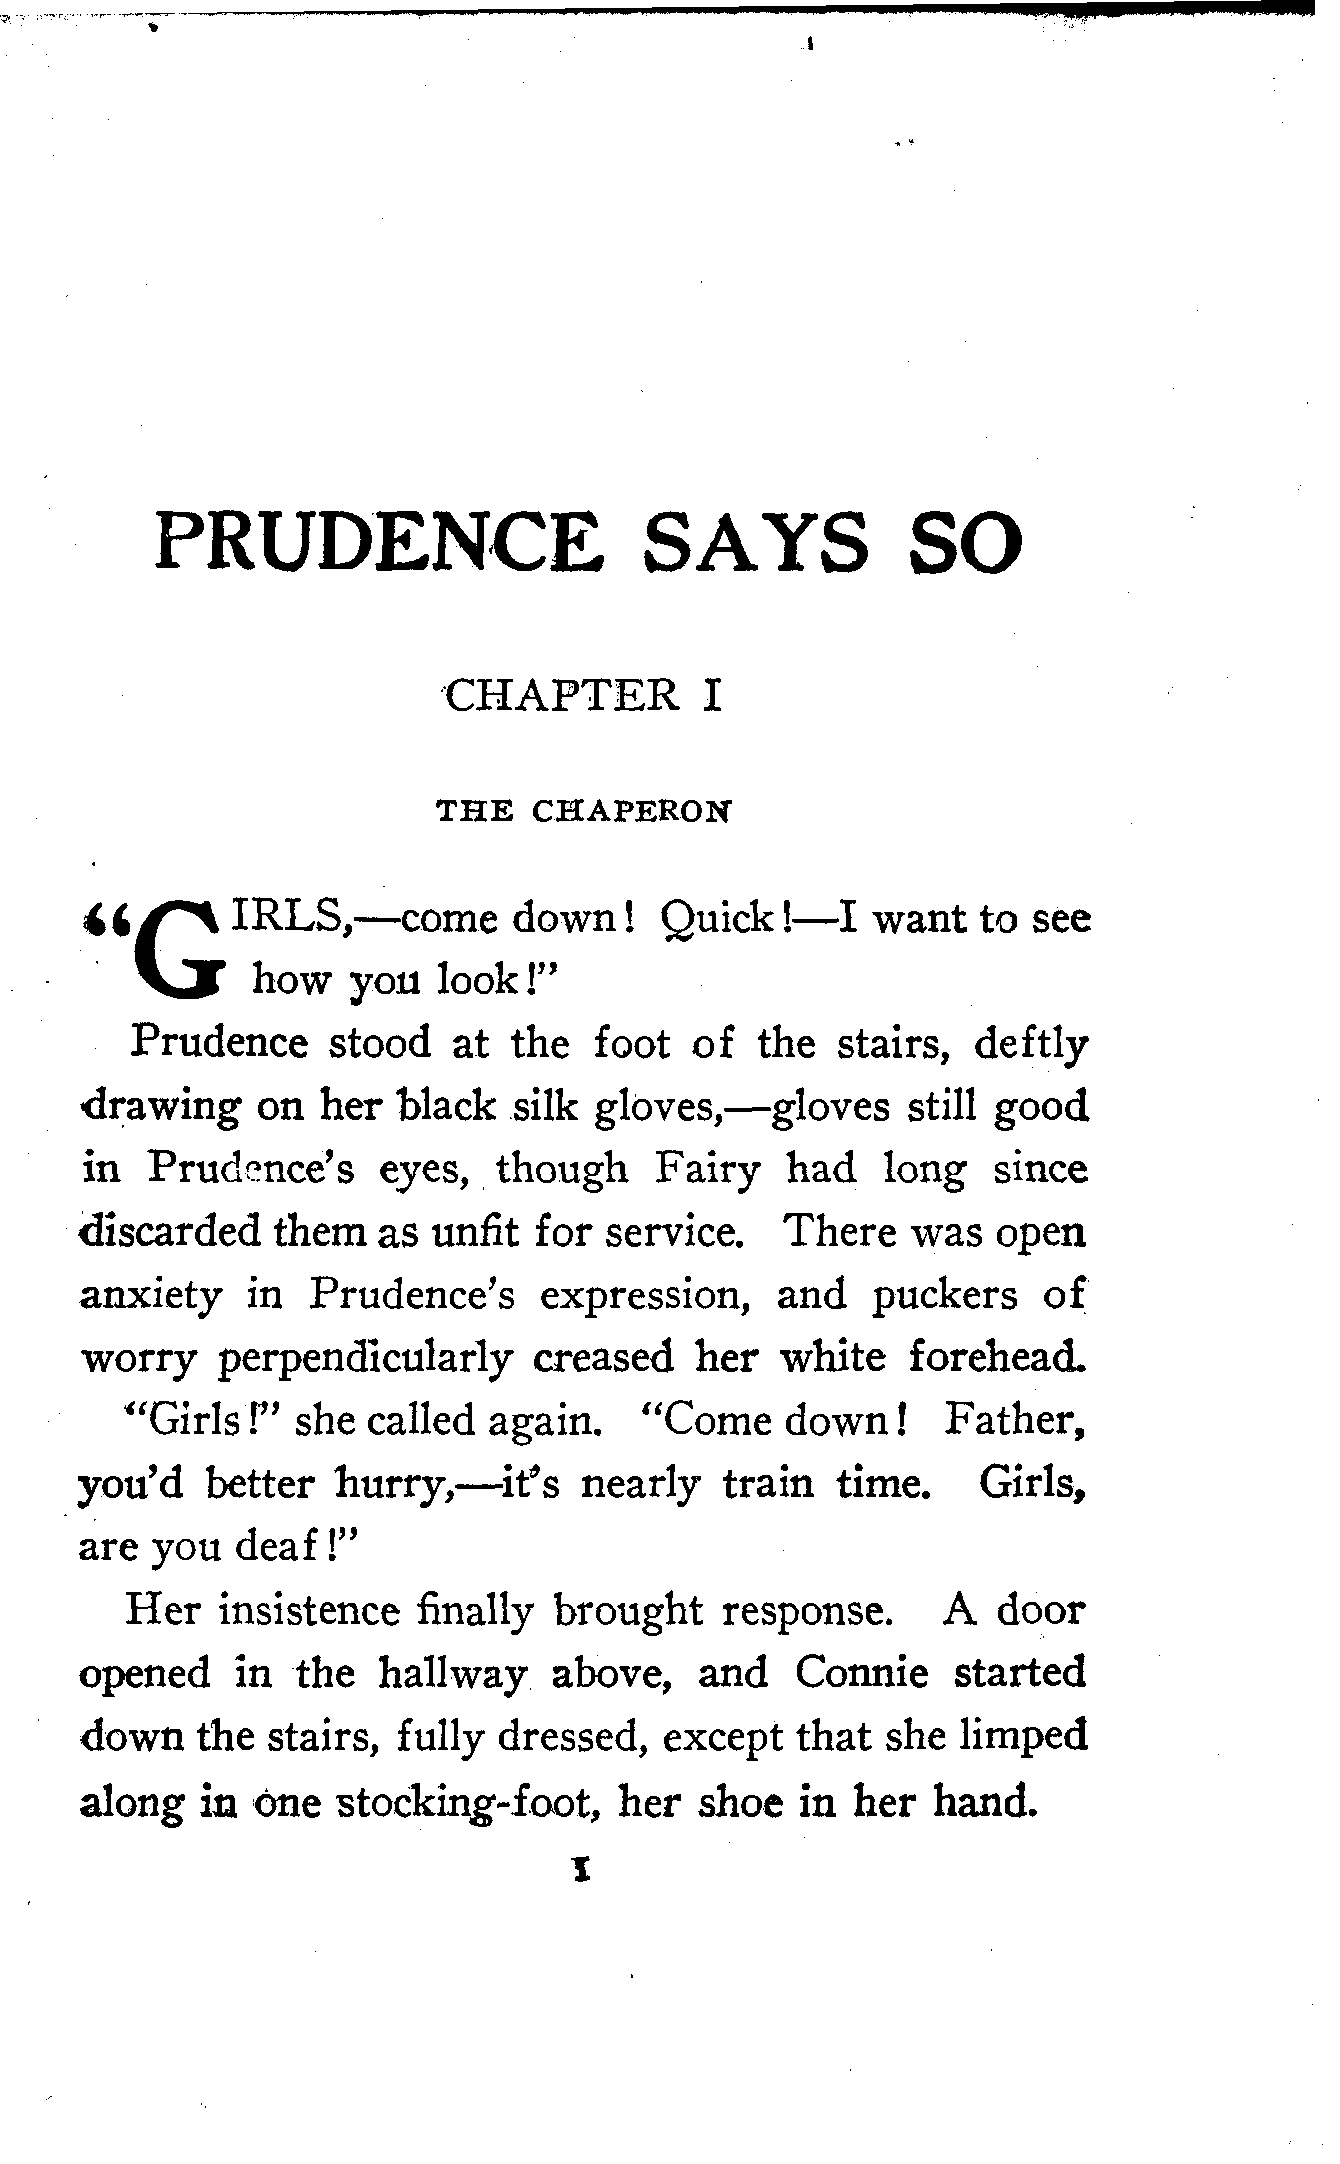 PRUDENCE SAYS SO
CHAPTER I
THE CHAPERON
“GIRLS,—come down! Quick!—I want to see
how you look!”
Prudence stood at the foot of the stairs, deftly
drawing on her black silk gloves,—gloves still good
in Prudence’s eyes, though Fairy had long since
discarded them as unfit for service. There was open
anxiety in Prudence’s expression, and puckers of
worry perpendicularly creased her white forehead.
“Girls!” she called again. “Come down! Father,
you’d better hurry,—it’s nearly train time. Girls,
are you deaf!”
Her insistence finally brought response. A door
opened in the hallway above, and Connie started
down the stairs, fully dressed, except that she limped
along in one stocking-foot, her shoe in her hand.
1